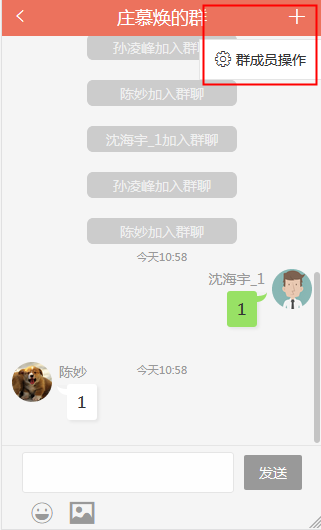 庄慕焕的群
群成员操作
孙凌峰加入群聊
陈妙加入群聊
沈海宇_1加入群聊
孙凌峰加入群聊
陈妙加入群聊
今天10:58
沈海宇_1
1
今天10:58
陈妙
1
发送